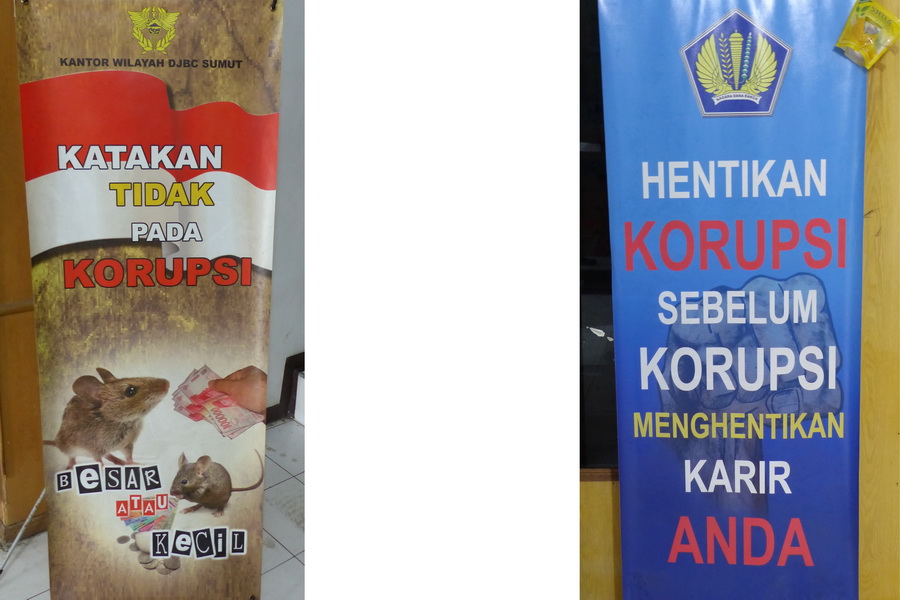 KANTOR WILAYAH DJBC SUMUT
KATAKAN
TIDAK
PADA
KORUPSI
BESAR
ATAU
KECIL
HENTIKAN
KORUPSI
SEBELUM
KORUPSI
MENGHENTIKAN
KARIR
ANDA